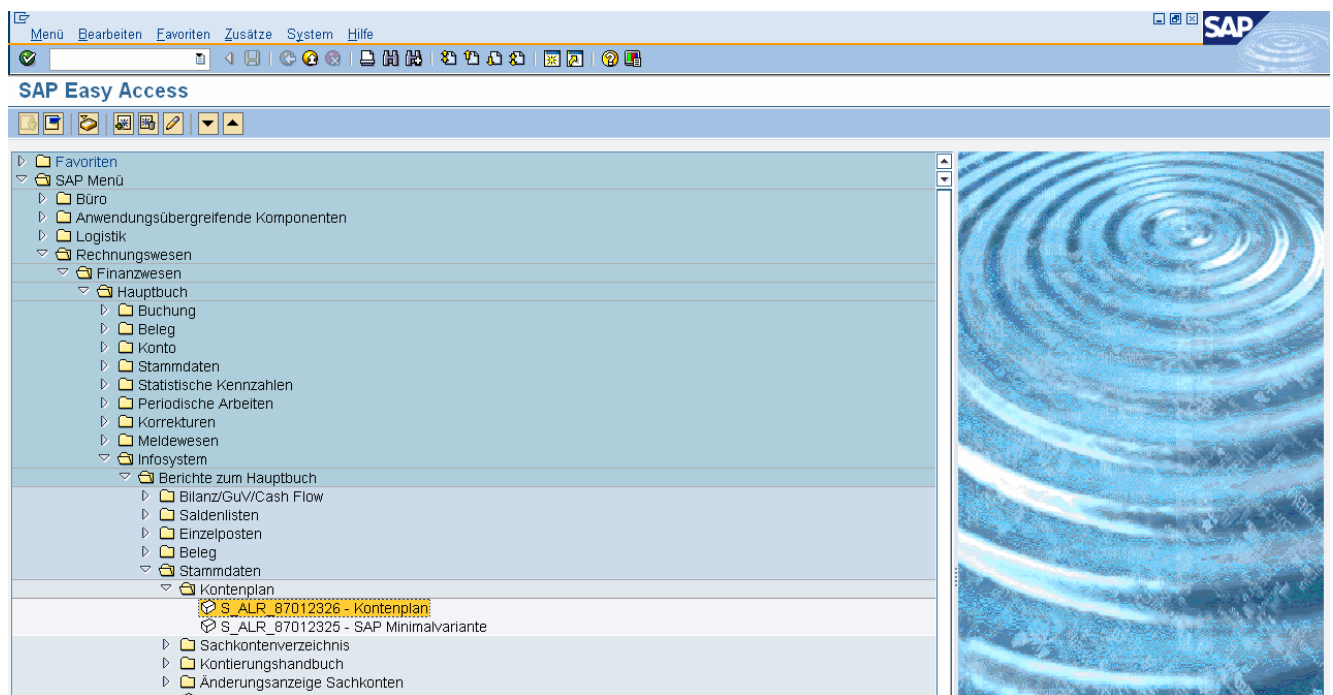 Menü Bearbeiten Favoriten Zusätze System Hilfe
SAP
SAP Easy Access
Favoriten
SAP Menü
Büro
Anwendungsübergreifende Komponenten
Logistik
Rechnungswesen
Finanzwesen
Hauptbuch
Buchung
Beleg
Konto
Stammdaten
Statistische Kennzahlen
Periodische Arbeiten
Korrekturen
Meldewesen
Infosystem
Berichte zum Hauptbuch
Bilanz/GuV/Cash Flow
Saldenlisten
Einzelposten
Beleg
Stammdaten
Kontenplan
S_ALR_87012326 - Kontenplan
S_ALR_87012325 - SAP Minimalvariante
Sachkontenverzeichnis
Kontierungshandbuch
Änderungsanzeige Sachkonten